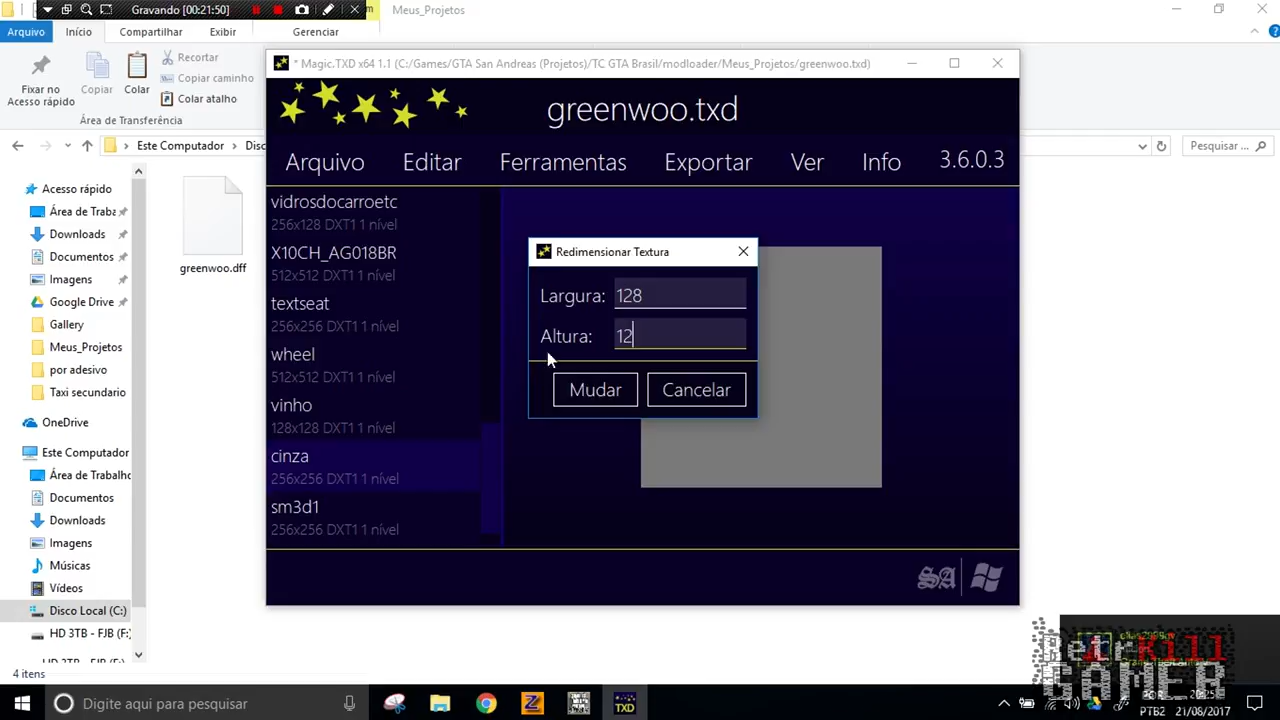 Gravando [00:21:50]
m
Meus_Projetos
Arquivo
Início
Compartilhar
Exibir
Gerenciar
Fixar no Acesso rápido
Copiar
Colar
Recortar
Copiar caminho
Colar atalho
Área de Transferência
Este Computador
Disc
Pesquisar ...
* Magic.TXD x64 1.1 (C:/Games/GTA San Andreas (Projetos)/TC GTA Brasil/modloader/Meus_Projetos/greenwoo.txd)
greenwoo.txd
Arquivo
Editar
Ferramentas
Exportar
Ver
Info
3.6.0.3
vidrosdocarroetc
256x128 DXT1 1 nível
X10CH_AG018BR
512x512 DXT1 1 nível
textseat
256x256 DXT1 1 nível
wheel
512x512 DXT1 1 nível
vinho
128x128 DXT1 1 nível
cinza
256x256 DXT1 1 nível
sm3d1
256x256 DXT1 1 nível
Redimensionar Textura
Largura: 128
Altura: 12
Mudar
Cancelar
SA
Acesso rápido
Área de Traba
Downloads
Documentos
Imagens
Google Drive
Gallery
Meus_Projetos
por adesivo
Taxi secundario
OneDrive
Este Computador
Área de Trabalho
Documentos
Downloads
Imagens
Músicas
Vídeos
Disco Local (C:)
HD 3TB - FJB (F:)
HD 3TB - FJB (F:)
greenwoo.dff
4 itens
Digite aqui para pesquisar
TXD
Kill
GAMER
PTB2
21/08/2017